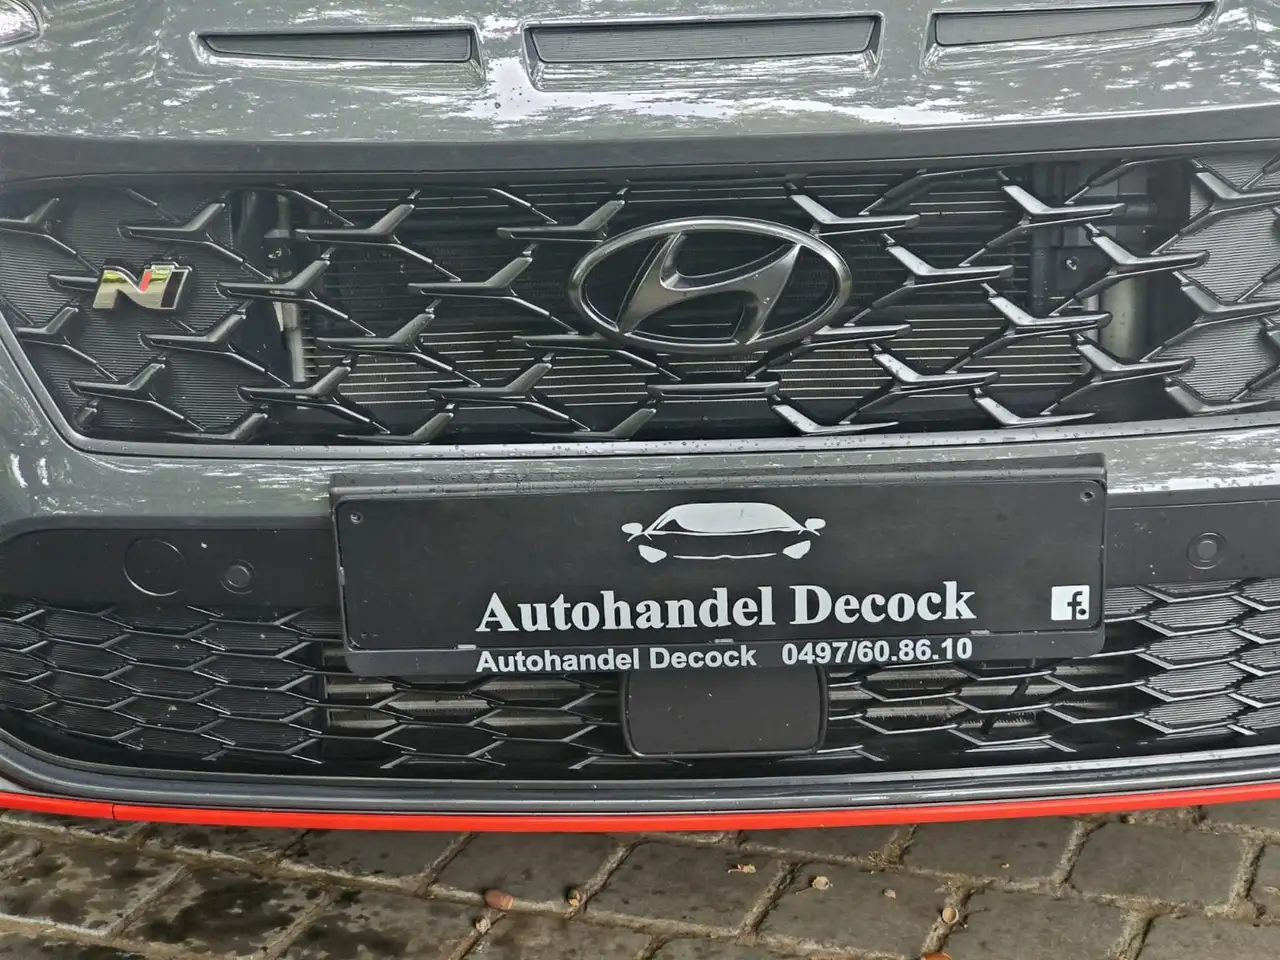 N
Autohandel Decock
f.
Autohandel Decock 0497/60.86.10